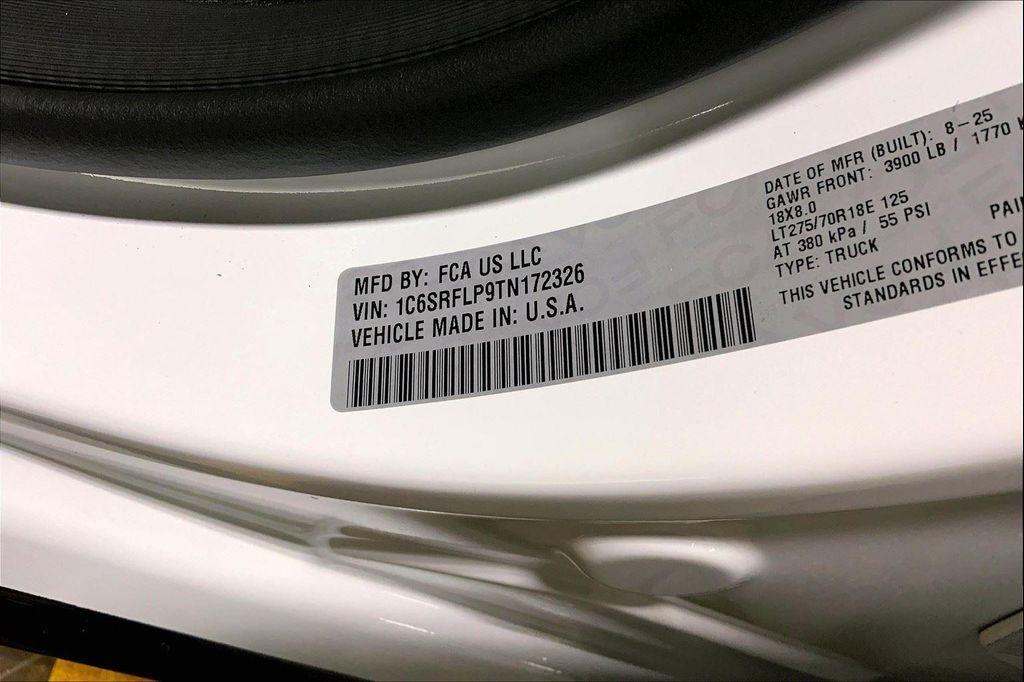 MFD BY: FCA US LLC
VIN: 1C6SRFLP9TN172326
VEHICLE MADE IN: U.S.A.
DATE OF MFR (BUILT): 8-25
GAWR FRONT: 3900 LB / 1770
18X8.0
LT275/70R18E 125
AT 380 kPa / 55 PSI
TYPE: TRUCK
THIS VEHICLE CONFORMS TO
STANDARDS IN